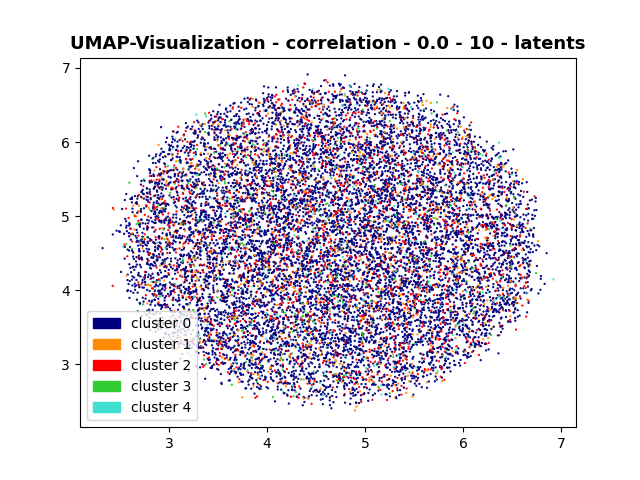 UMAP-Visualization - correlation - 0.0 - 10 - latents
7
6
5
4
3
cluster 0
cluster 1
cluster 2
cluster 3
cluster 4
3 4 5 6 7